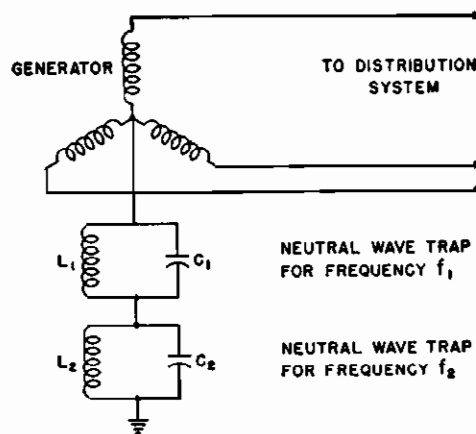 GENERATOR
TO DISTRIBUTION
SYSTEM
L₁
C₁
NEUTRAL WAVE TRAP
FOR FREQUENCY f₁
L₂
C₂
NEUTRAL WAVE TRAP
FOR FREQUENCY f₂